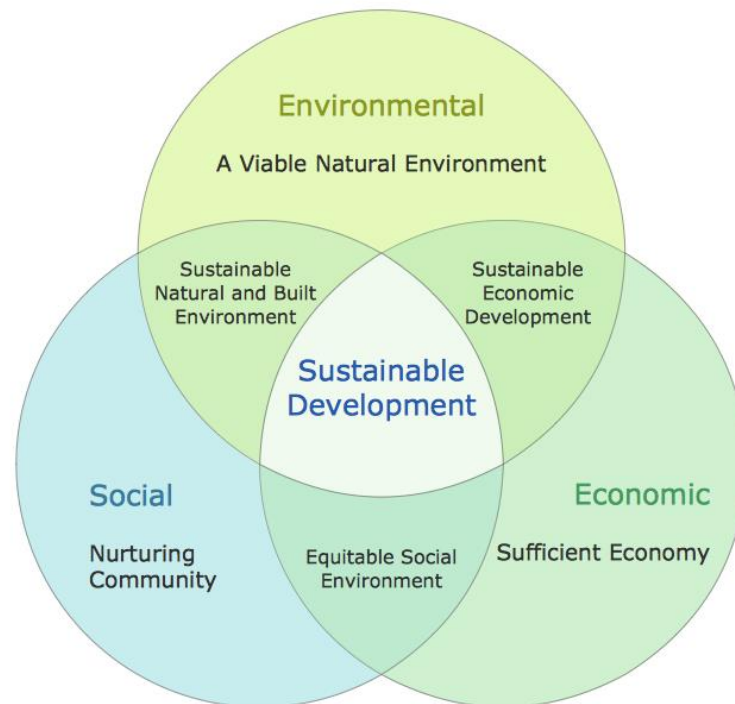 Environmental
A Viable Natural Environment
Sustainable
Natural and Built
Environment
Sustainable
Economic
Development
Sustainable
Development
Social
Nurturing
Community
Equitable Social
Environment
Economic
Sufficient Economy